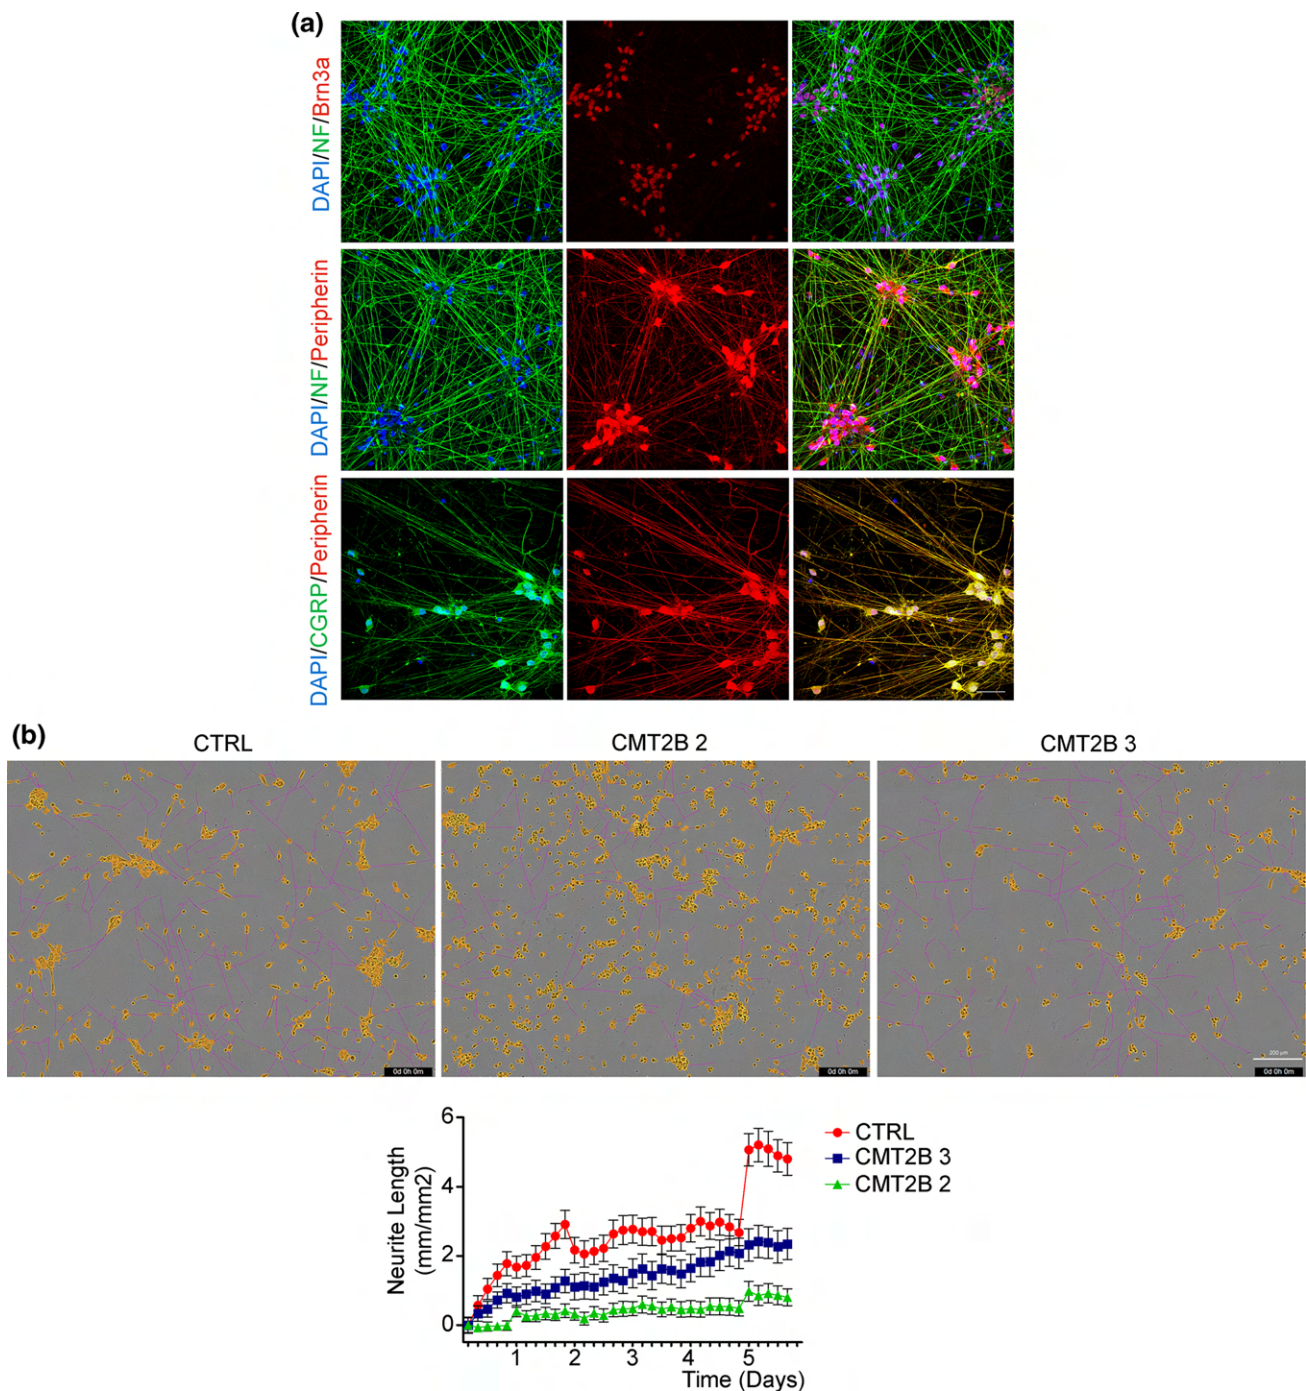 (a)
DAPI/NF/Brn3a
DAPI/NF/Peripherin
DAPI/CGRP/Peripherin
(b)
CTRL
CMT2B 2
CMT2B 3
0d 0h 0m
0d 0h 0m
200 µm
0d 0h 0m
Neurite Length
(mm/mm2)
6
4
2
0
1
2
3
4
5
Time (Days)
CTRL
CMT2B 3
CMT2B 2